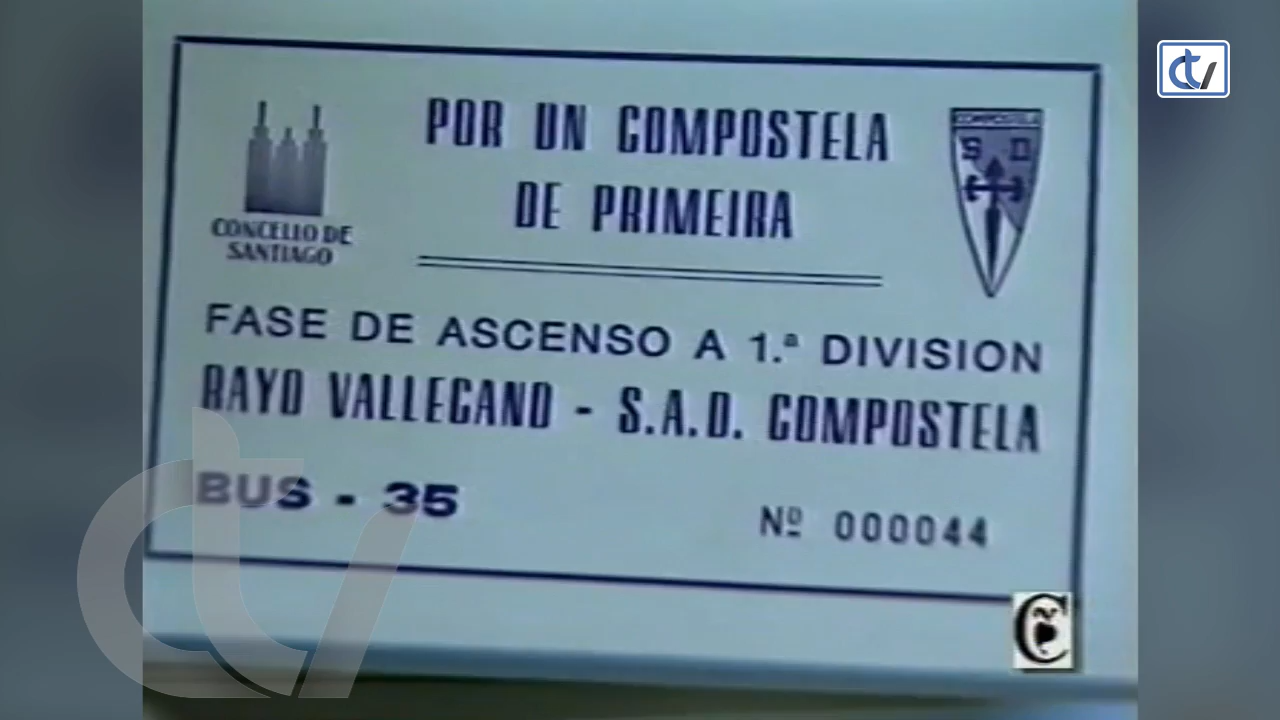 POR UN COMPOSTELA
DE PRIMEIRA
CONCELLO DE
SANTIAGO
COMPOSTELA
S D
FASE DE ASCENSO A 1.ª DIVISION
RAYO VALLECANO - S.A.D. COMPOSTELA
BUS - 35
Nº 000044